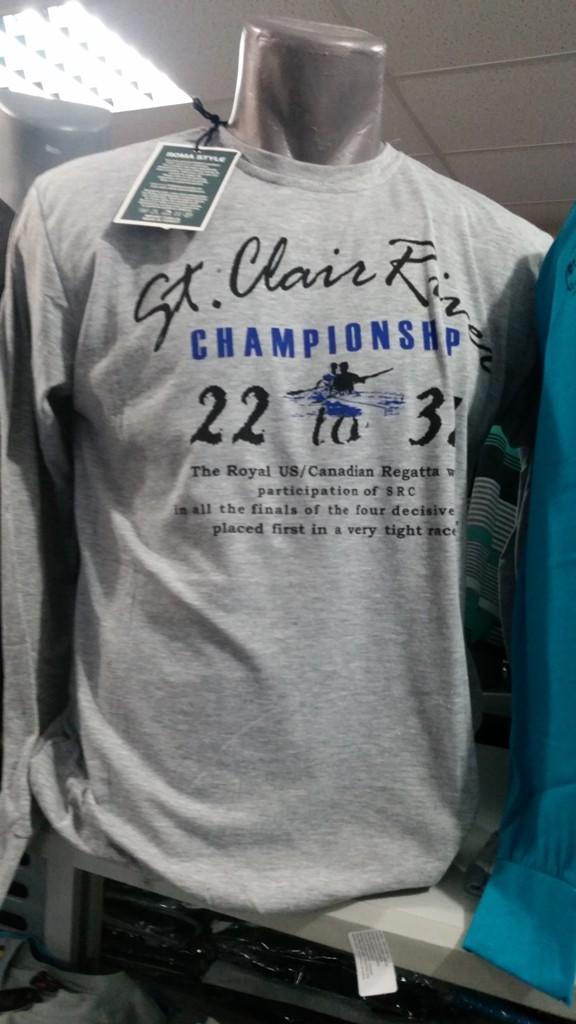 ROMA STYLE
St. Clair River
CHAMPIONSHIP
22 to 3
The Royal US/Canadian Regatta w
participation of SRC
in all the finals of the four decisive
placed first in a very tight race